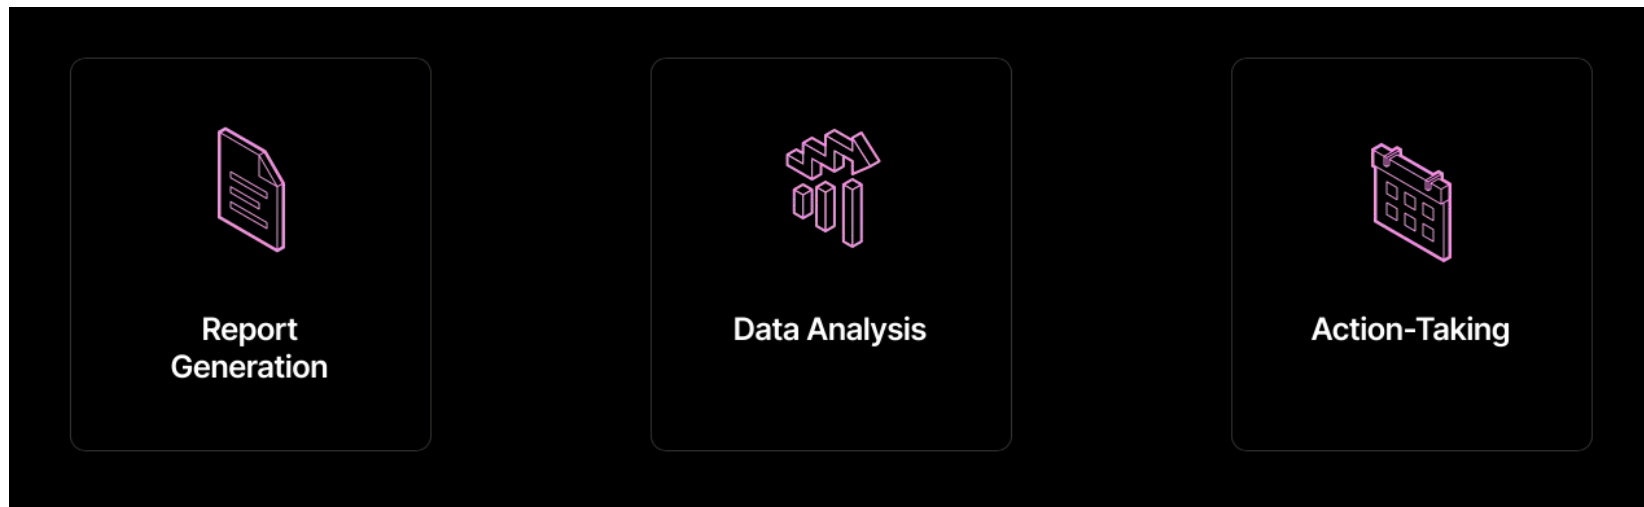 Report
Generation
Data Analysis
Action-Taking